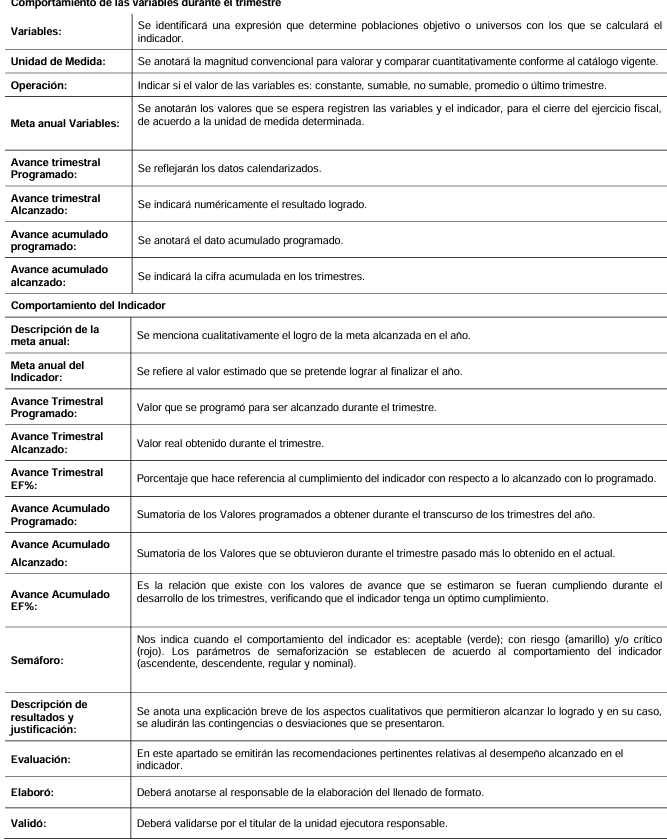 Comportamiento de las variables durante el trimestre
Variables:
Se identificará una expresión que determine poblaciones objetivo o universos con los que se calculará el
indicador.
Unidad de Medida:
Se anotará la magnitud convencional para valorar y comparar cuantitativamente conforme al catálogo vigente.
Operación:
Indicar si el valor de las variables es: constante, sumable, no sumable, promedio o último trimestre.
Meta anual Variables:
Se anotarán los valores que se espera registren las variables y el indicador, para el cierre del ejercicio fiscal,
de acuerdo a la unidad de medida determinada.
Avance trimestral
Programado:
Se reflejarán los datos calendarizados.
Avance trimestral
Alcanzado:
Se indicará numéricamente el resultado logrado.
Avance acumulado
programado:
Se anotará el dato acumulado programado.
Avance acumulado
alcanzado:
Se indicará la cifra acumulada en los trimestres.
Comportamiento del Indicador
Descripción de la
meta anual:
Se menciona cualitativamente el logro de la meta alcanzada en el año.
Meta anual del
Indicador:
Se refiere al valor estimado que se pretende lograr al finalizar el año.
Avance Trimestral
Programado:
Valor que se programó para ser alcanzado durante el trimestre.
Avance Trimestral
Alcanzado:
Valor real obtenido durante el trimestre.
Avance Trimestral
EF%:
Porcentaje que hace referencia al cumplimiento del indicador con respecto a lo alcanzado con lo programado.
Avance Acumulado
Programado:
Sumatoria de los Valores programados a obtener durante el transcurso de los trimestres del año.
Avance Acumulado
Alcanzado:
Sumatoria de los Valores que se obtuvieron durante el trimestre pasado más lo obtenido en el actual.
Avance Acumulado
EF%:
Es la relación que existe con los valores de avance que se estimaron se fueran cumpliendo durante el
desarrollo de los trimestres, verificando que el indicador tenga un óptimo cumplimiento.
Semáforo:
Nos indica cuando el comportamiento del indicador es: aceptable (verde); con riesgo (amarillo) y/o crítico
(rojo). Los parámetros de semaforización se establecen de acuerdo al comportamiento del indicador
(ascendente, descendente, regular y nominal).
Descripción de
resultados y
justificación:
Se anota una explicación breve de los aspectos cualitativos que permitieron alcanzar lo logrado y en su caso,
se aludirán las contingencias o desviaciones que se presentaron.
Evaluación:
En este apartado se emitirán las recomendaciones pertinentes relativas al desempeño alcanzado en el
indicador.
Elaboró:
Deberá anotarse al responsable de la elaboración del llenado de formato.
Validó:
Deberá validarse por el titular de la unidad ejecutora responsable.